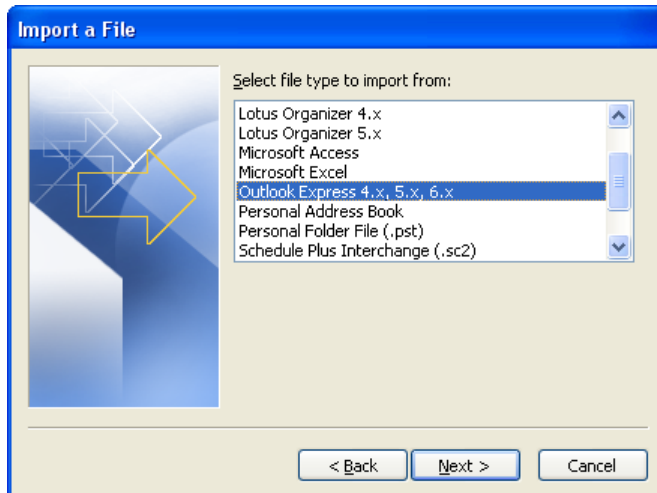 Import a File
Select file type to import from:
Lotus Organizer 4.x
Lotus Organizer 5.x
Microsoft Access
Microsoft Excel
Outlook Express 4.x, 5.x, 6.x
Personal Address Book
Personal Folder File (.pst)
Schedule Plus Interchange (.sc2)
< Back Next > Cancel